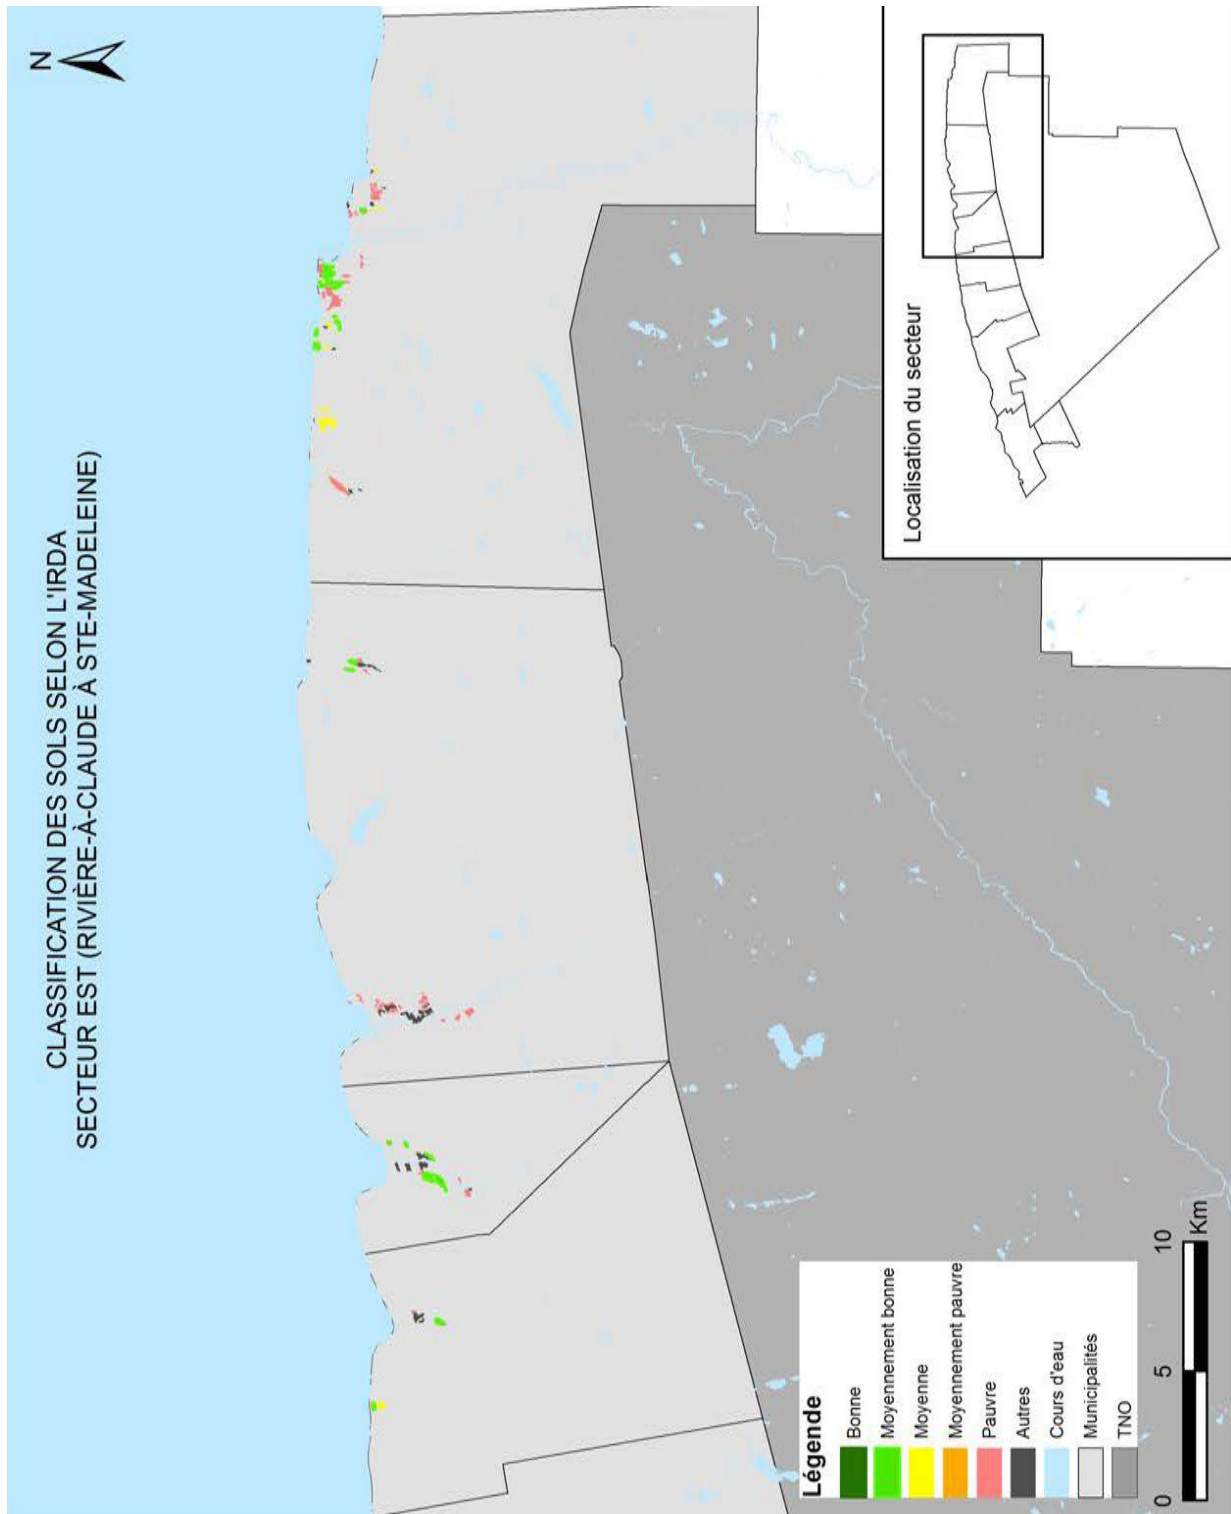 CLASSIFICATION DES SOLS SELON L'IRDA
SECTEUR EST (RIVIÈRE-À-CLAUDE À STE-MADELEINE)
N
Localisation du secteur
Légende
Bonne
Moyennement bonne
Moyenne
Moyennement pauvre
Pauvre
Autres
Cours d'eau
Municipalités
TNO
0 5 10
Km